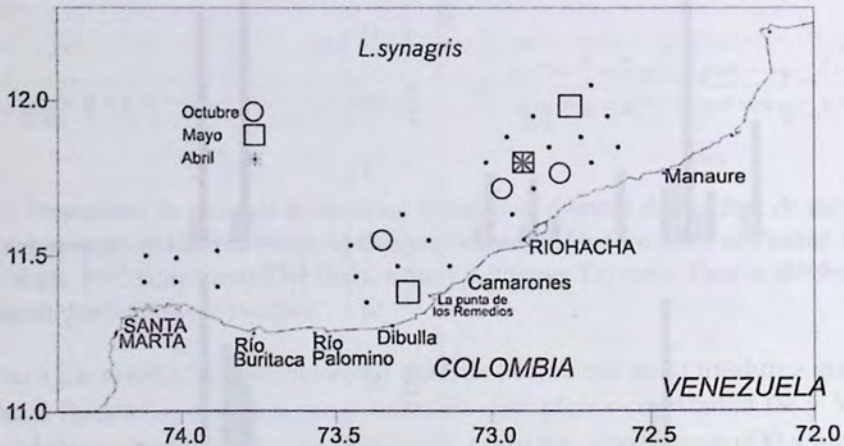 L.synagris
12.0
Octubre
Mayo
Abril
Manaure
RIOHACHA
11.5
Camarones
La punta de
los Remedios
SANTA
MARTA
Río
Buritaca
Río
Palomino
Dibulla
COLOMBIA
VENEZUELA
11.0
74.0
73.5
73.0
72.5
72.0